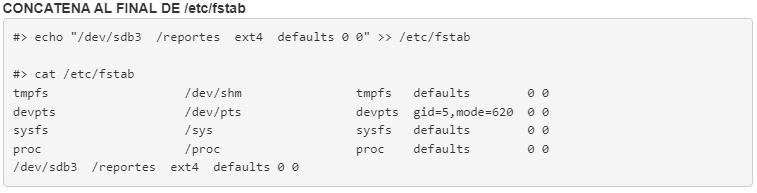 CONCATENA AL FINAL DE /etc/fstab
#> echo "/dev/sdb3  /reportes  ext4  defaults 0 0" >> /etc/fstab
#> cat /etc/fstab
tmpfs                   /dev/shm                tmpfs   defaults        0 0
devpts                  /dev/pts                devpts  gid=5,mode=620  0 0
sysfs                   /sys                    sysfs   defaults        0 0
proc                    /proc                   proc    defaults        0 0
/dev/sdb3  /reportes  ext4  defaults 0 0